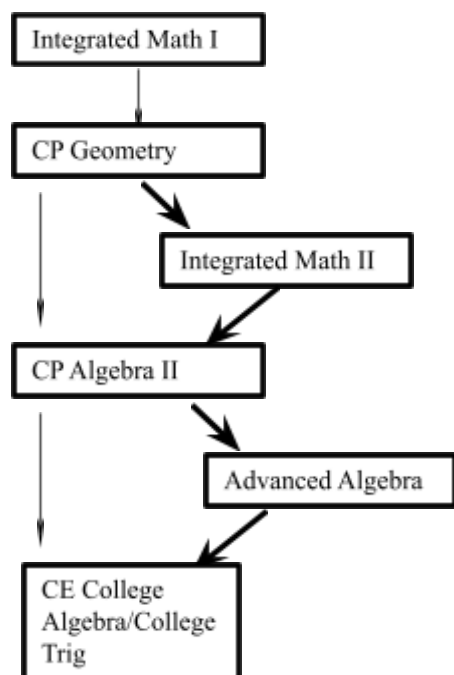 Integrated Math I
CP Geometry
Integrated Math II
CP Algebra II
Advanced Algebra
CE College
Algebra/College
Trig